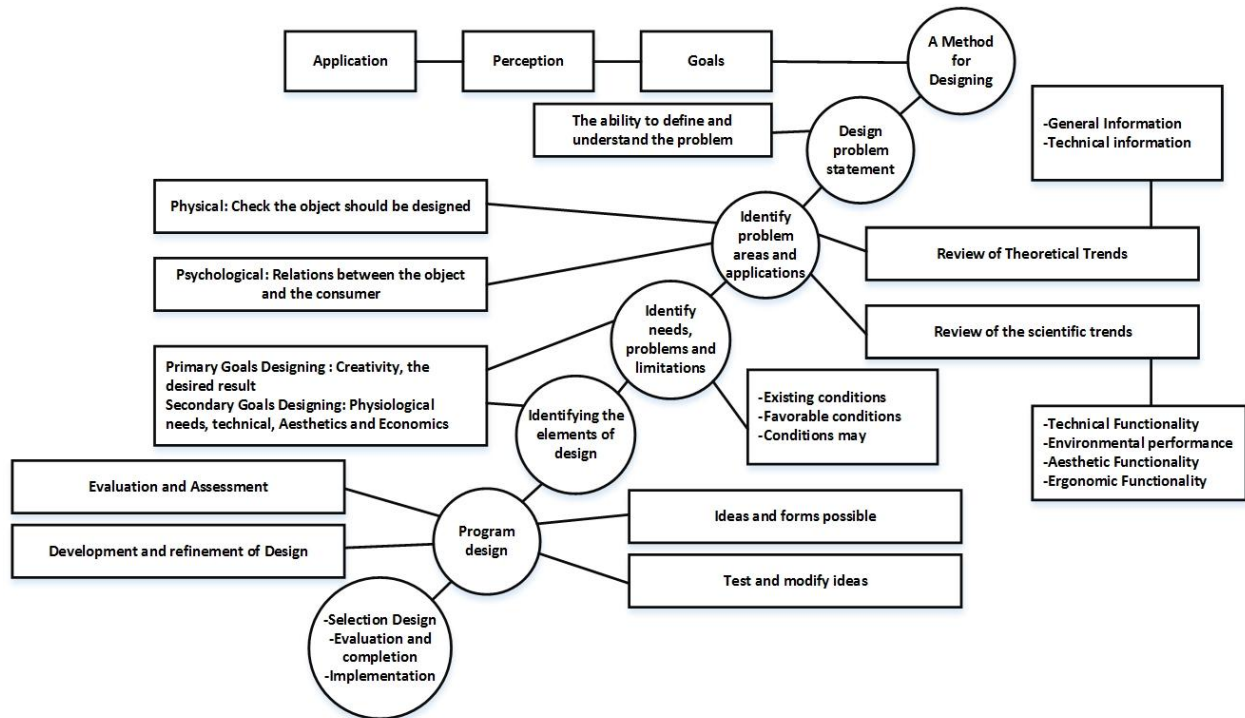 Application
Perception
Goals
A Method
for
Designing
The ability to define and
understand the problem
Design
problem
statement
-General Information
-Technical information
Physical: Check the object should be designed
Identify
problem
areas and
applications
Review of Theoretical Trends
Psychological: Relations between the object
and the consumer
Identify
needs,
problems and
limitations
Review of the scientific trends
Primary Goals Designing : Creativity, the
desired result
Secondary Goals Designing: Physiological
needs, technical, Aesthetics and Economics
Identifying the
elements of
design
-Existing conditions
-Favorable conditions
-Conditions may
-Technical Functionality
-Environmental performance
-Aesthetic Functionality
-Ergonomic Functionality
Evaluation and Assessment
Program
design
Ideas and forms possible
Development and refinement of Design
Test and modify ideas
-Selection Design
-Evaluation and
completion
-Implementation